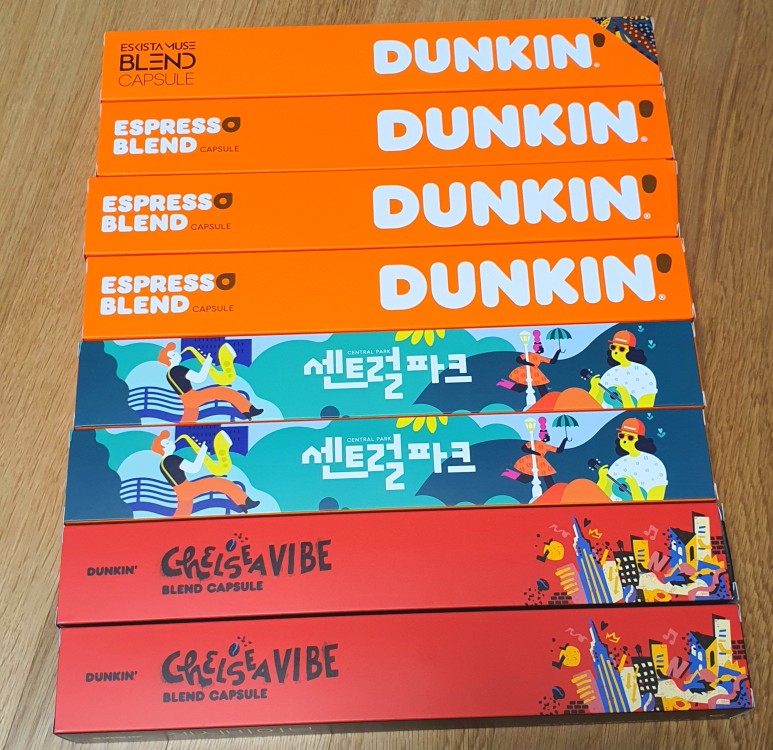 ESKISTA MUSE
BLEND
CAPSULE
DUNKIN'
ESPRESSO
BLEND CAPSULE
DUNKIN'
ESPRESSO
BLEND CAPSULE
DUNKIN'
ESPRESSO
BLEND CAPSULE
DUNKIN'
CENTRAL PARK
센트럴파크
CENTRAL PARK
센트럴파크
DUNKIN'
CHELSEA VIBE
BLEND CAPSULE
DUNKIN'
CHELSEA VIBE
BLEND CAPSULE